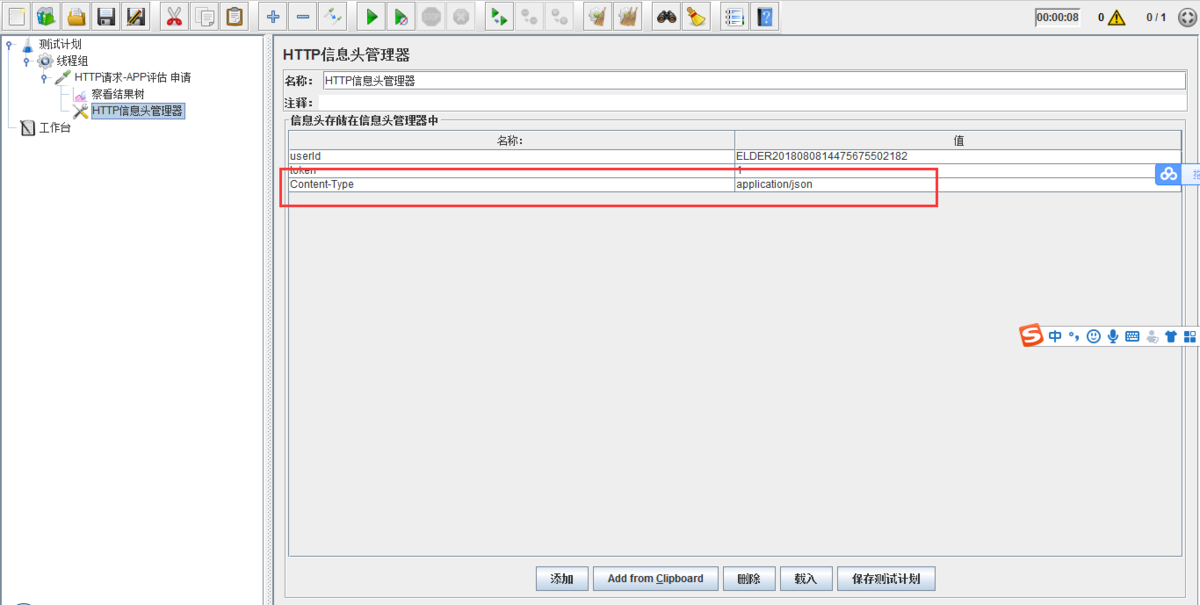 00:00:08
0
0 / 1
测试计划
线程组
HTTP请求-APP评估 申请
察看结果树
HTTP信息头管理器
工作台
HTTP信息头管理器
名称： HTTP信息头管理器
注释：
信息头存储在信息头管理器中
名称： 值
userId ELDER2018080814475675502182
token 1
Content-Type application/json
中
添加 Add from Clipboard 删除 载入 保存测试计划